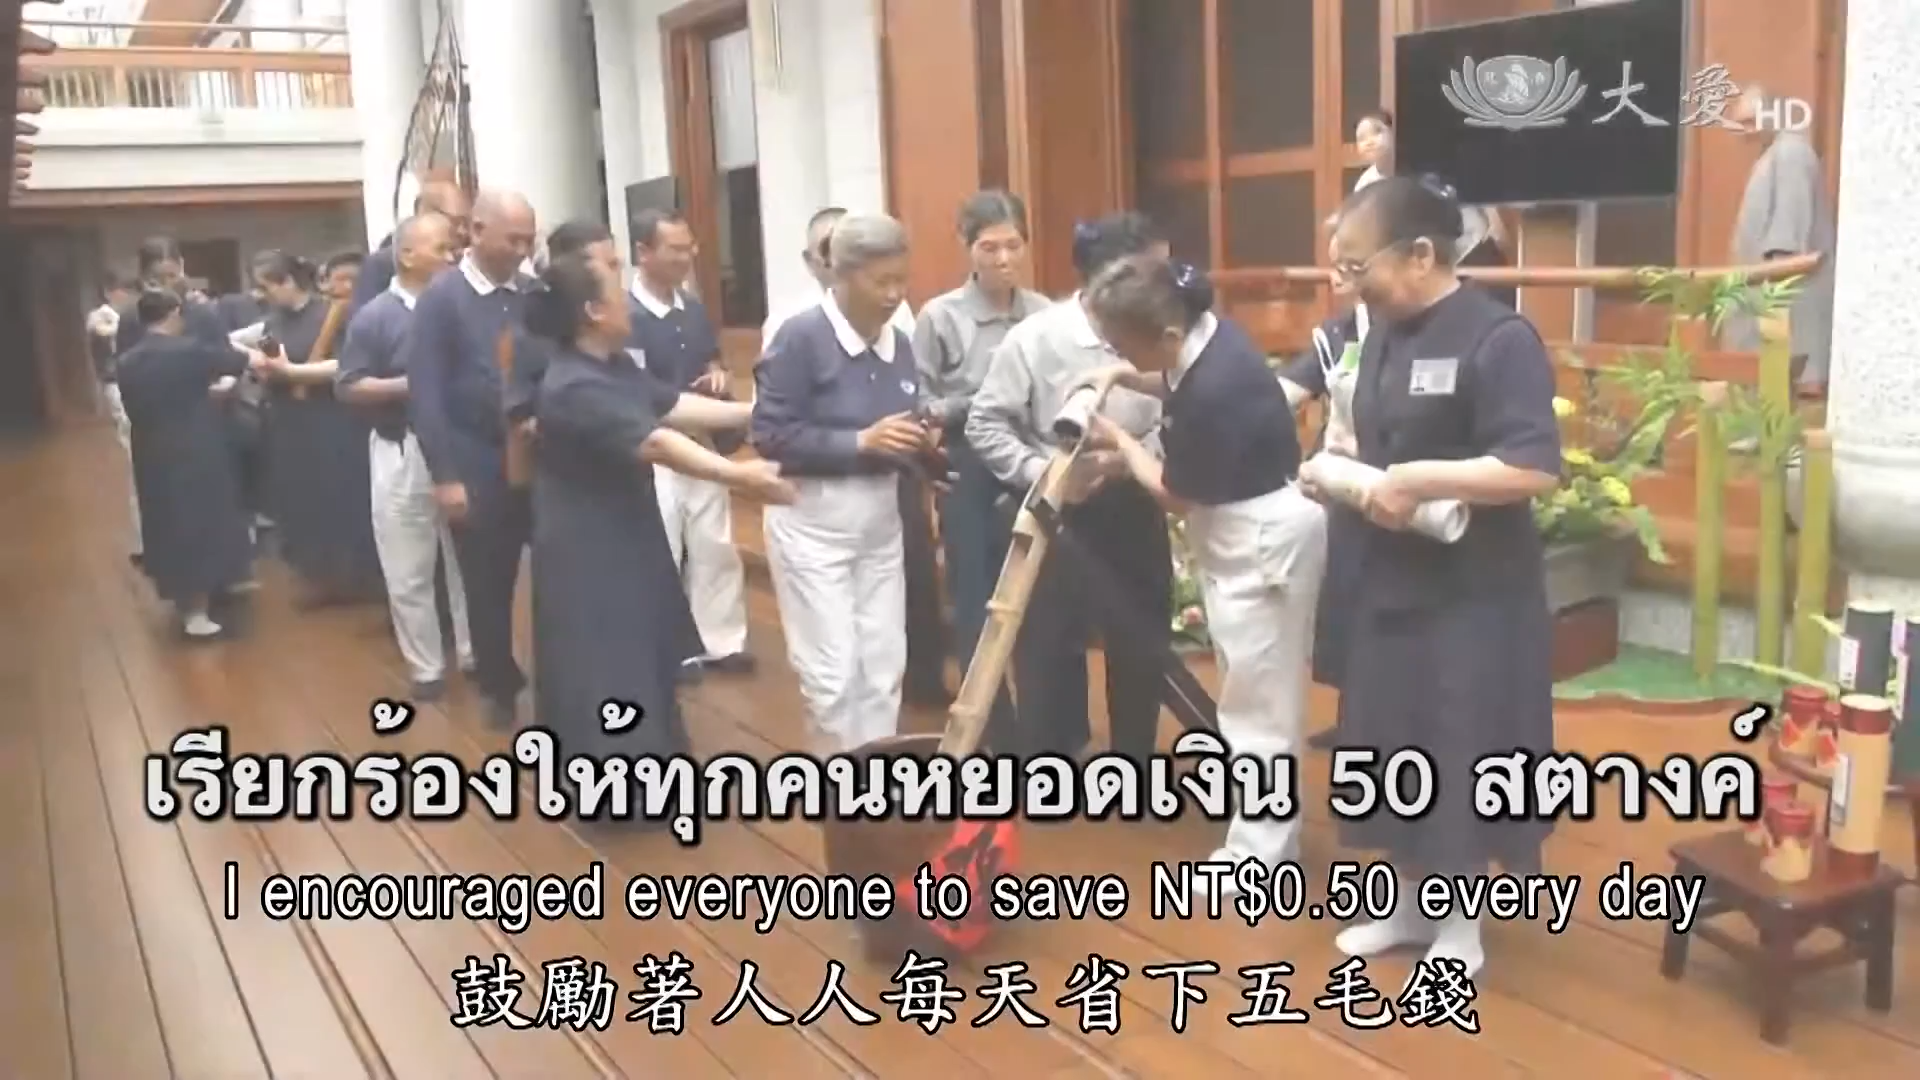 大愛HD
เรียกร้องให้ทุกคนหยอดเงิน 50 สตางค์
I encouraged everyone to save NT$0.50 every day
鼓勵著人人每天省下五毛錢